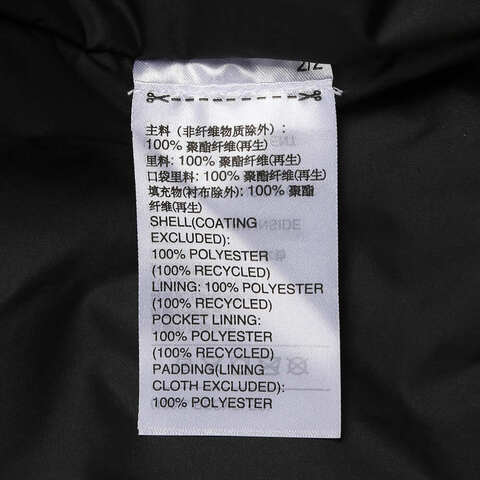 2/2
主料（非纤维物质除外）:
100% 聚酯纤维(再生)
里料: 100% 聚酯纤维(再生)
口袋里料: 100% 聚酯纤维(再生)
填充物(衬布除外): 100% 聚酯
纤维(再生)
SHELL(COATING
EXCLUDED):
100% POLYESTER
(100% RECYCLED)
LINING: 100% POLYESTER
(100% RECYCLED)
POCKET LINING:
100% POLYESTER
(100% RECYCLED)
PADDING(LINING
CLOTH EXCLUDED):
100% POLYESTER